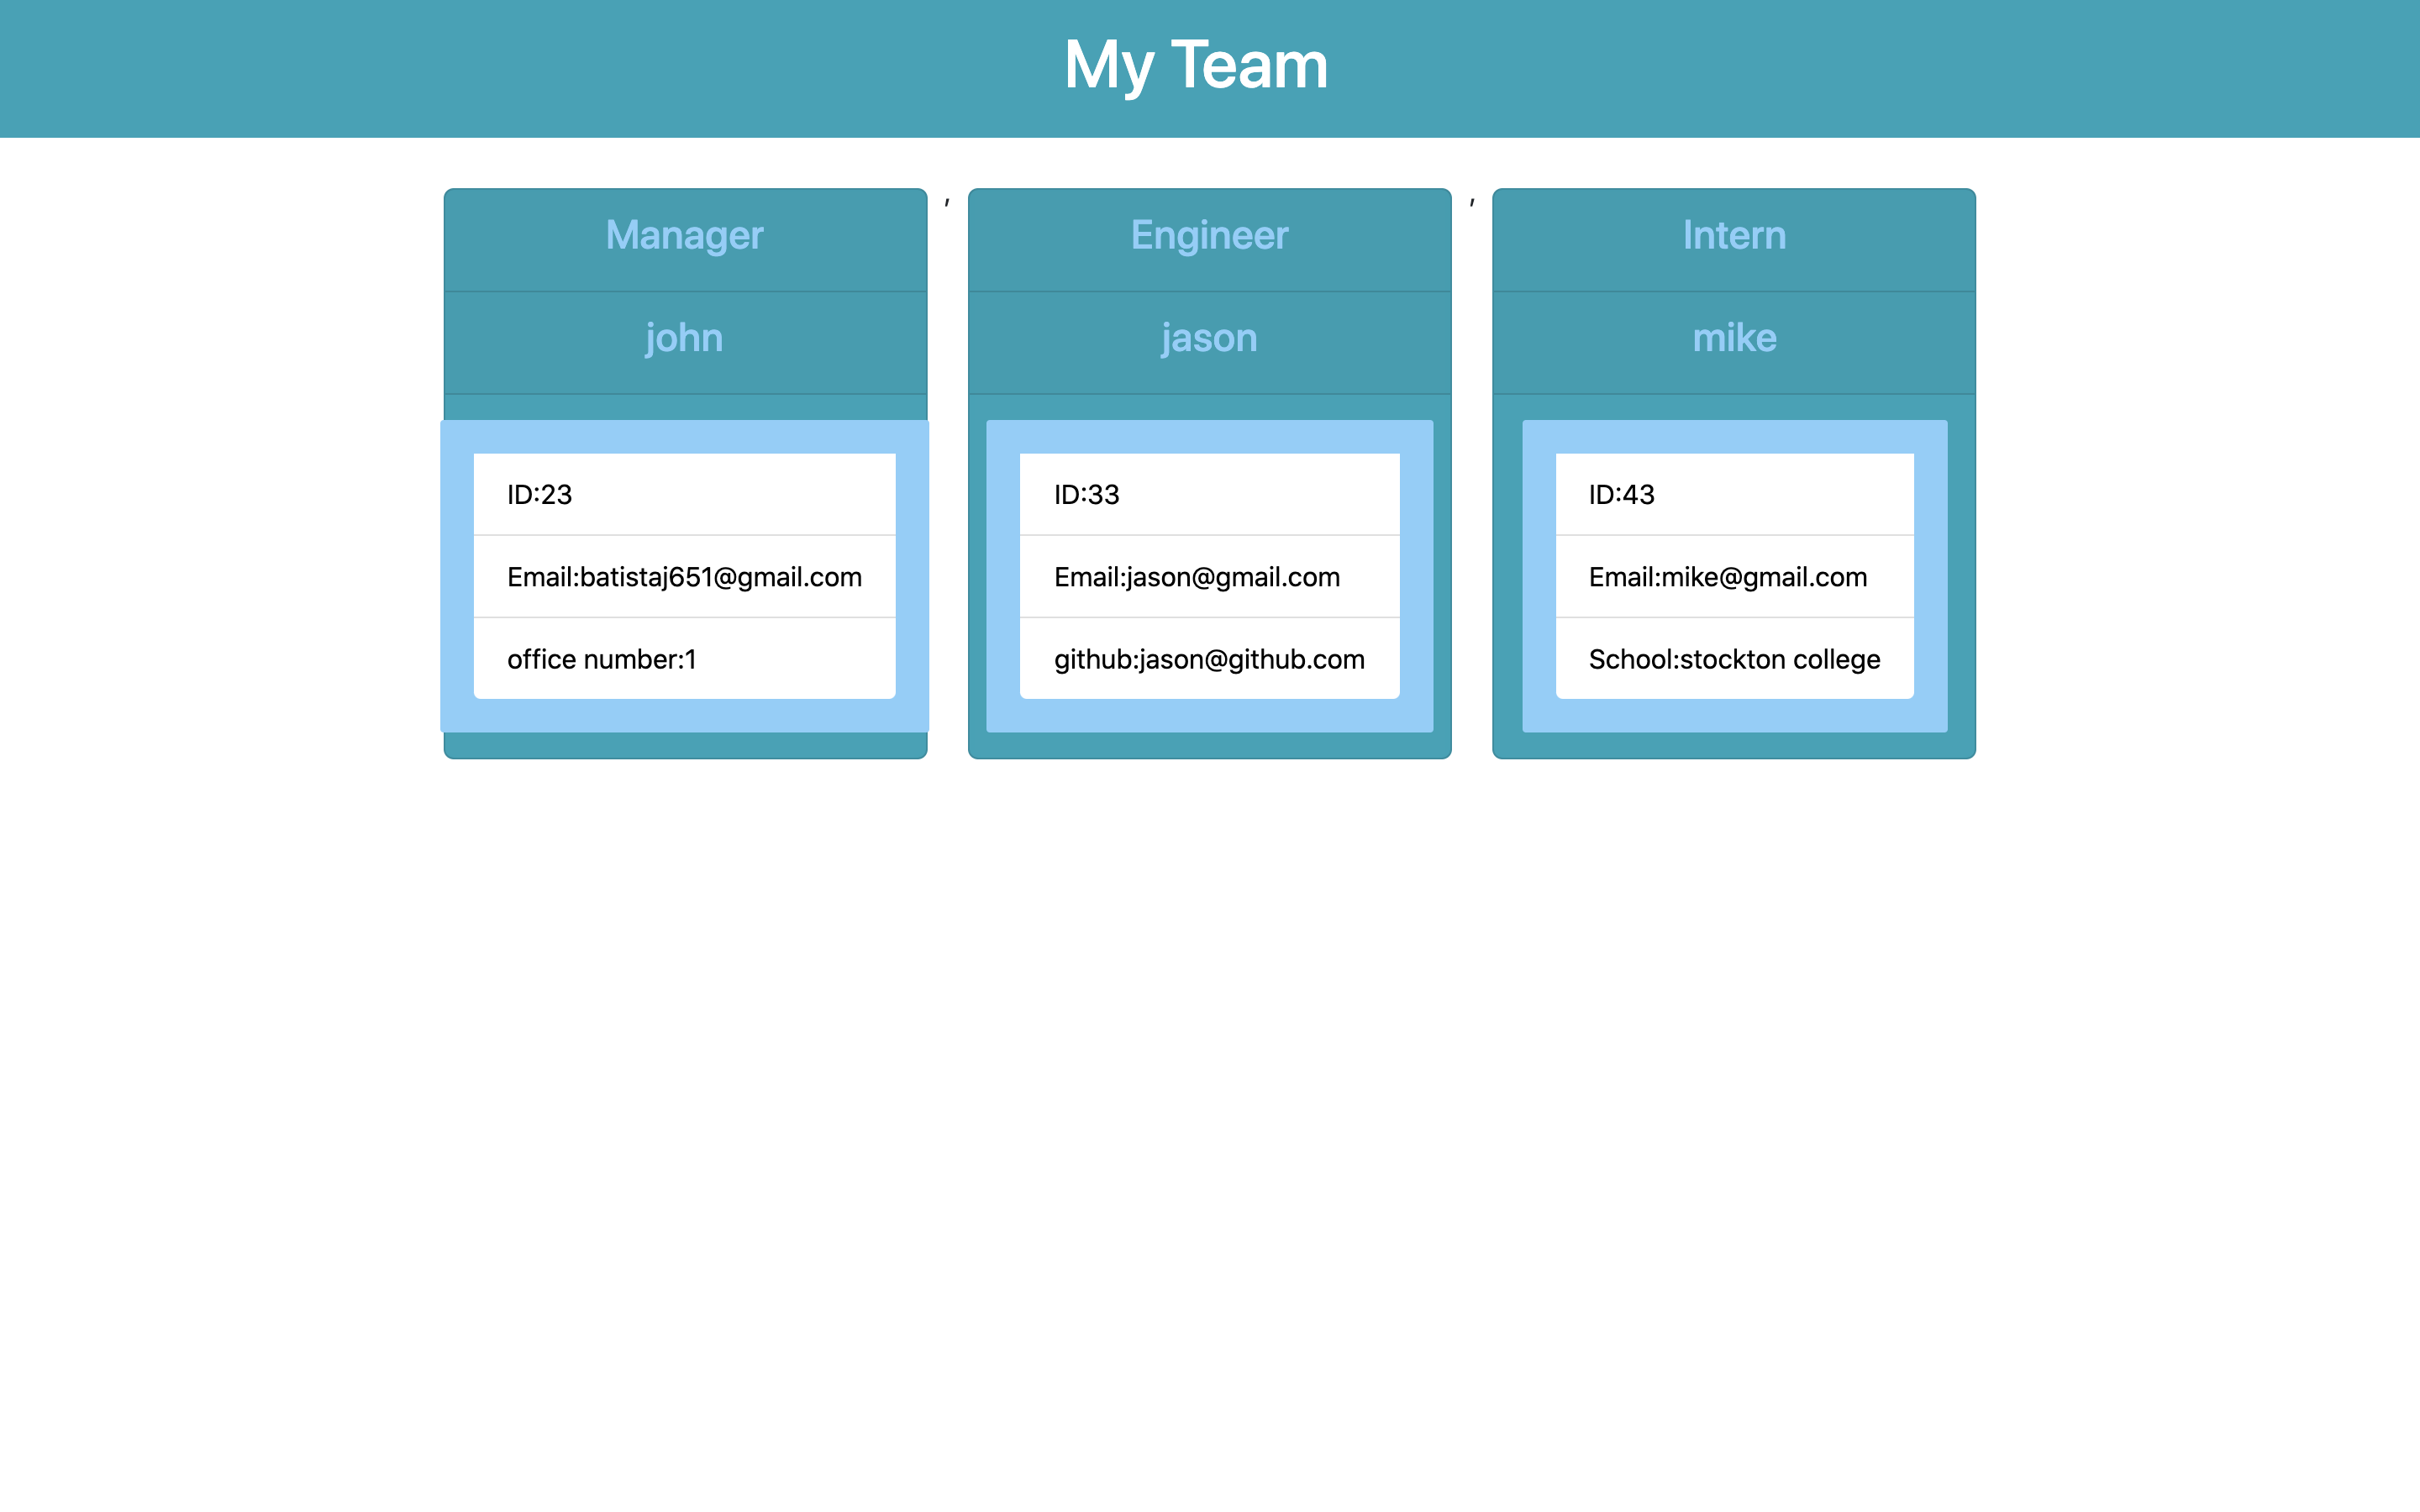 My Team
Manager
john
ID:23
Email:batistaj651@gmail.com
office number:1
,
Engineer
jason
ID:33
Email:jason@gmail.com
github:jason@github.com
,
Intern
mike
ID:43
Email:mike@gmail.com
School:stockton college